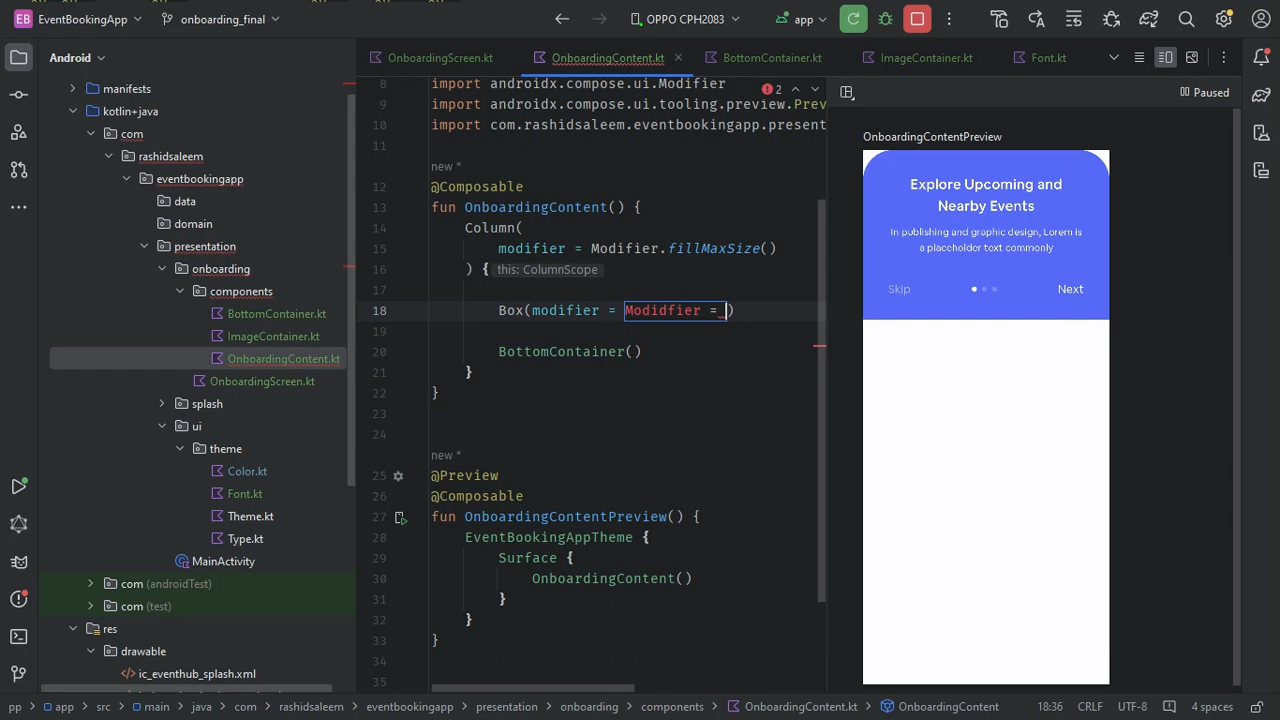 EB EventBookingApp onboarding_final OPPO CPH2083 app
Android
OnboardingScreen.kt OnboardingContent.kt BottomContainer.kt ImageContainer.kt Font.kt
manifests
kotlin+java
com
rashidsaleem
eventbookingapp
data
domain
presentation
onboarding
components
BottomContainer.kt
ImageContainer.kt
OnboardingContent.kt
OnboardingScreen.kt
splash
ui
theme
Color.kt
Font.kt
Theme.kt
Type.kt
MainActivity
com (androidTest)
com (test)
res
drawable
ic_eventhub_splash.xml
8 import androidx.compose.ui.Modifier
2
9 import androidx.compose.ui.tooling.preview.Prev
10 import com.rashidsaleem.eventbookingapp.present
11
new *
12 @Composable
13 fun OnboardingContent() {
14 Column(
15 modifier = Modifier.fillMaxSize()
16 ) { this: ColumnScope
17
18 Box(modifier = Modidfier = )
19
20 BottomContainer()
21 }
22 }
23
24
new *
25 @Preview
26 @Composable
27 fun OnboardingContentPreview() {
28 EventBookingAppTheme {
29 Surface {
30 OnboardingContent()
31 }
32 }
33 }
34
35
Paused
OnboardingContentPreview
Explore Upcoming and
Nearby Events
In publishing and graphic design, Lorem is
a placeholder text commonly
Skip Next
pp app src main java com rashidsaleem eventbookingapp presentation onboarding components OnboardingContent.kt OnboardingContent 18:36 CRLF UTF-8 4 spaces